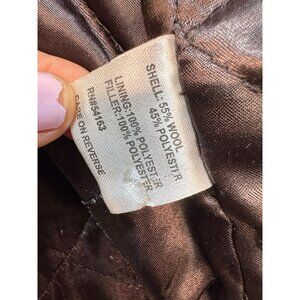 SHELL: 55% WOOL
45% POLYESTER
LINING:100% POLYESTER
FILLER:100% POLYESTER
RN#54163
CARE ON REVERSE